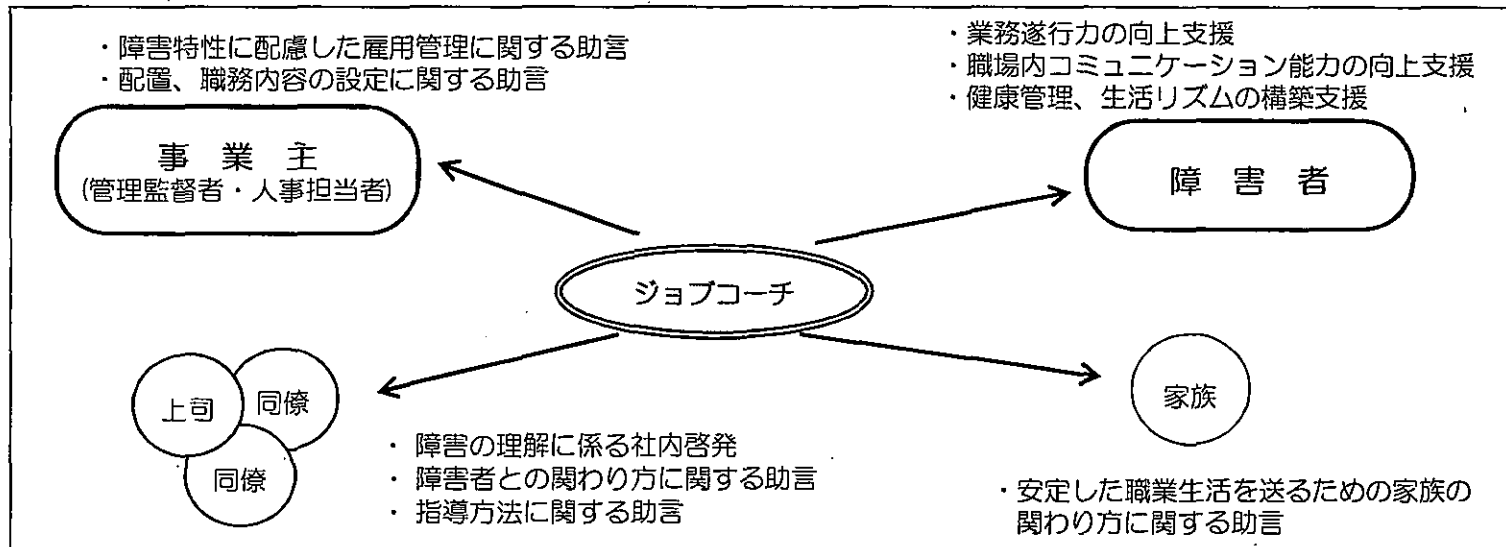 ・障害特性に配慮した雇用管理に関する助言
・配置、職務内容の設定に関する助言
事業主
(管理監督者・人事担当者)
・業務遂行力の向上支援
・職場内コミュニケーション能力の向上支援
・健康管理、生活リズムの構築支援
障害者
ジョブコーチ
上司
同僚
同僚
・障害の理解に係る社内啓発
・障害者との関わり方に関する助言
・指導方法に関する助言
家族
・安定した職業生活を送るための家族の
関わり方に関する助言